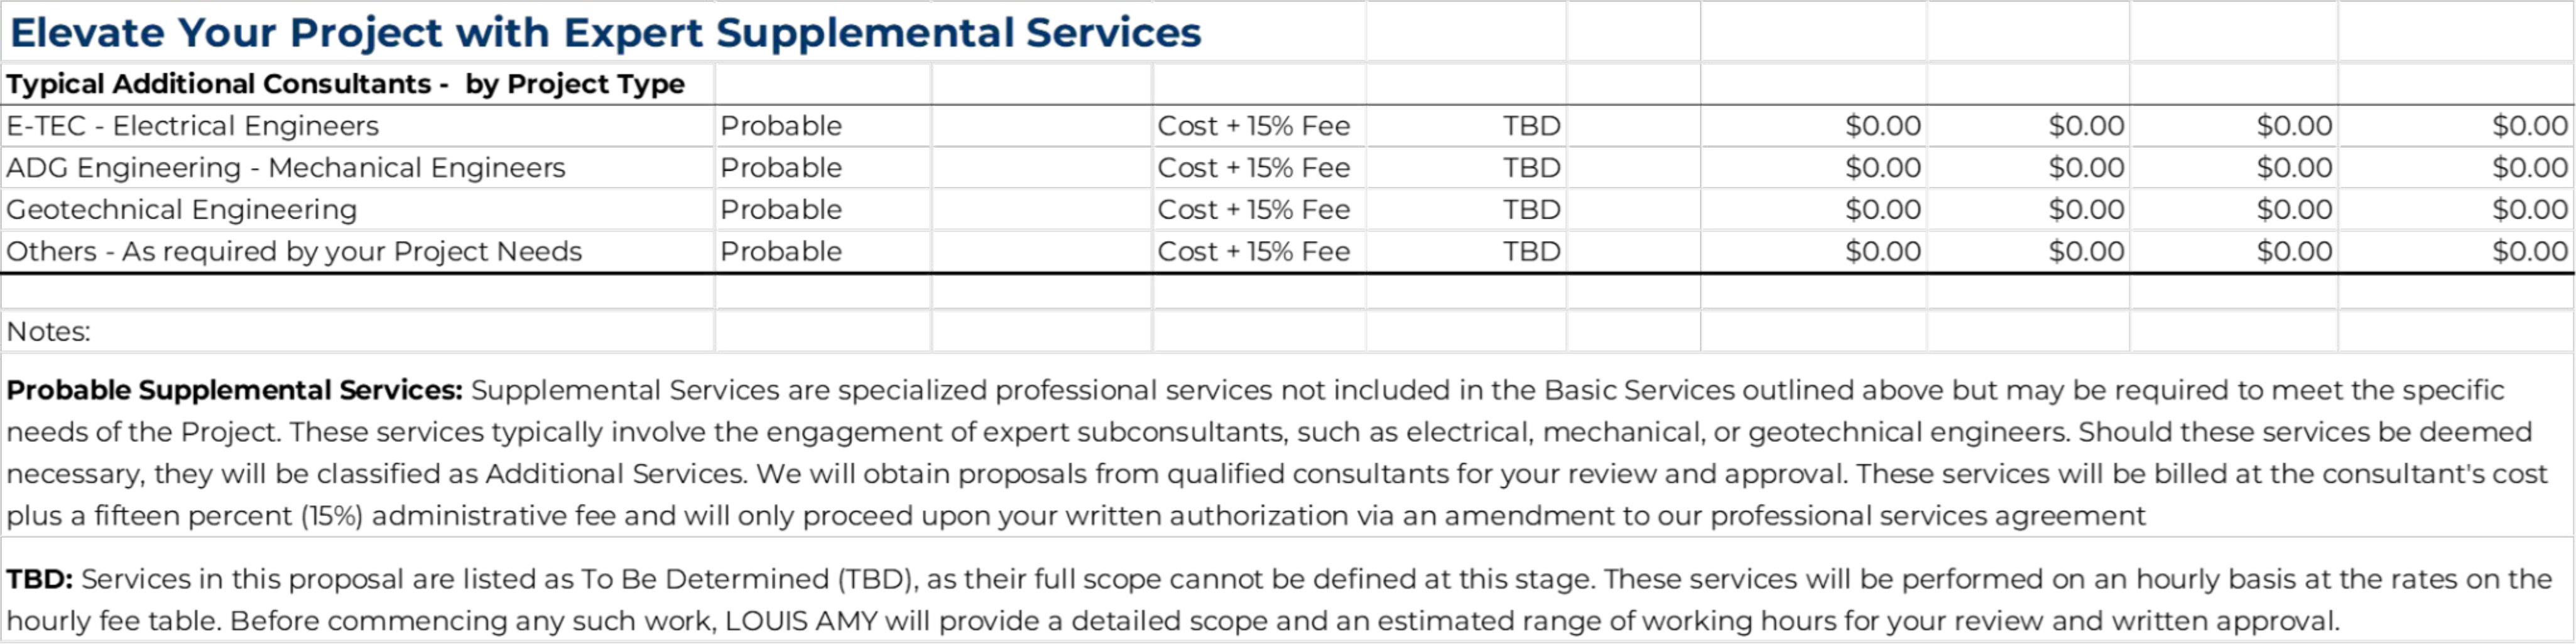 Elevate Your Project with Expert Supplemental Services
Typical Additional Consultants -  by Project Type
E-TEC - Electrical Engineers Probable Cost + 15% Fee TBD $0.00 $0.00 $0.00 $0.00
ADG Engineering - Mechanical Engineers Probable Cost + 15% Fee TBD $0.00 $0.00 $0.00 $0.00
Geotechnical Engineering Probable Cost + 15% Fee TBD $0.00 $0.00 $0.00 $0.00
Others - As required by your Project Needs Probable Cost + 15% Fee TBD $0.00 $0.00 $0.00 $0.00
Notes:
Probable Supplemental Services: Supplemental Services are specialized professional services not included in the Basic Services outlined above but may be required to meet the specific
needs of the Project. These services typically involve the engagement of expert subconsultants, such as electrical, mechanical, or geotechnical engineers. Should these services be deemed
necessary, they will be classified as Additional Services. We will obtain proposals from qualified consultants for your review and approval. These services will be billed at the consultant's cost
plus a fifteen percent (15%) administrative fee and will only proceed upon your written authorization via an amendment to our professional services agreement
TBD: Services in this proposal are listed as To Be Determined (TBD), as their full scope cannot be defined at this stage. These services will be performed on an hourly basis at the rates on the
hourly fee table. Before commencing any such work, LOUIS AMY will provide a detailed scope and an estimated range of working hours for your review and written approval.